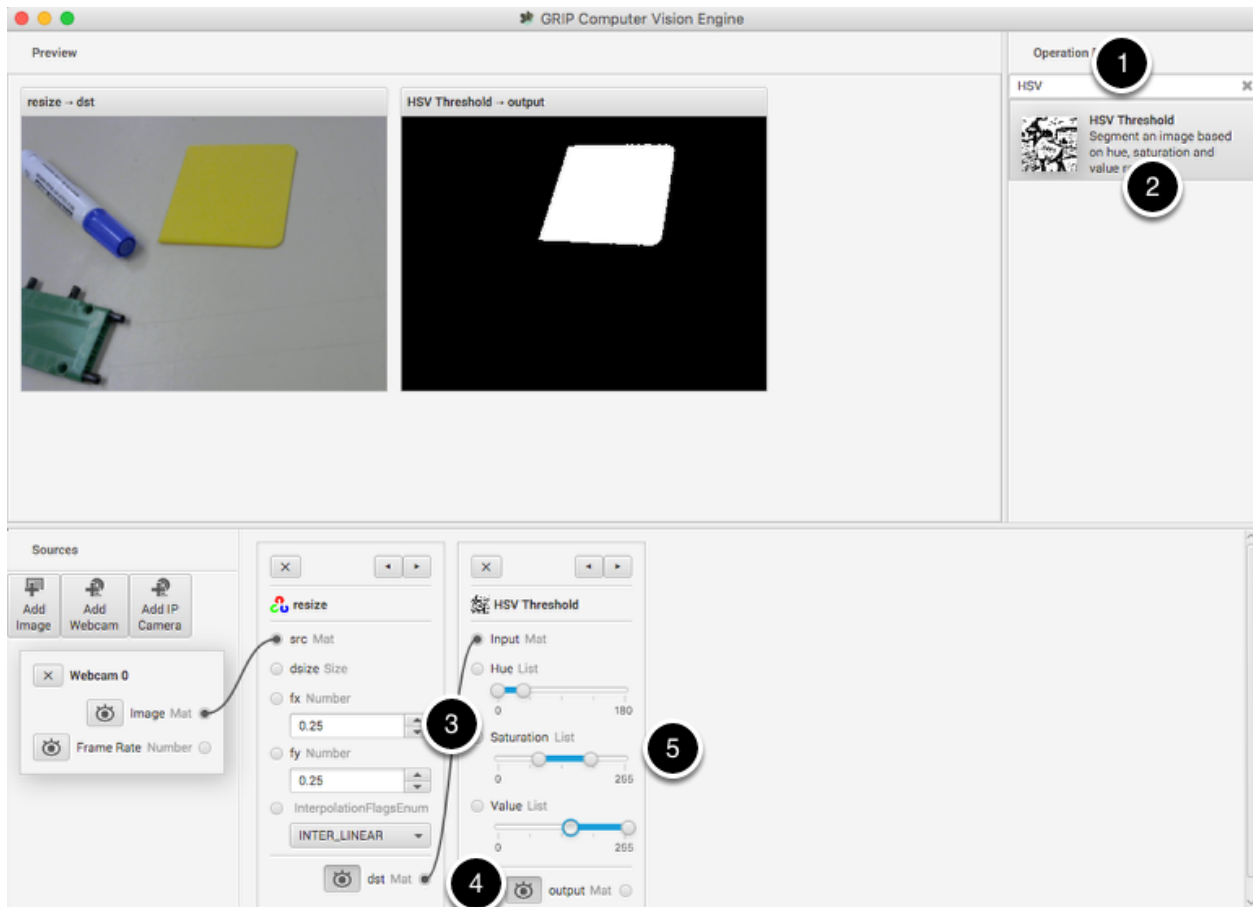 GRIP Computer Vision Engine
Preview
Operation
1
HSV
resize → dst
HSV Threshold → output
HSV Threshold
Segment an image based
on hue, saturation and
value
2
Sources
Add Image
Add Webcam
Add IP Camera
Webcam 0
Image Mat
Frame Rate Number
resize
src Mat
dsize Size
fx Number
0.25
fy Number
0.25
InterpolationFlagsEnum
INTER_LINEAR
dst Mat
3
4
HSV Threshold
Input Mat
Hue List
0 180
Saturation List
0 255
Value List
0 255
output Mat
5